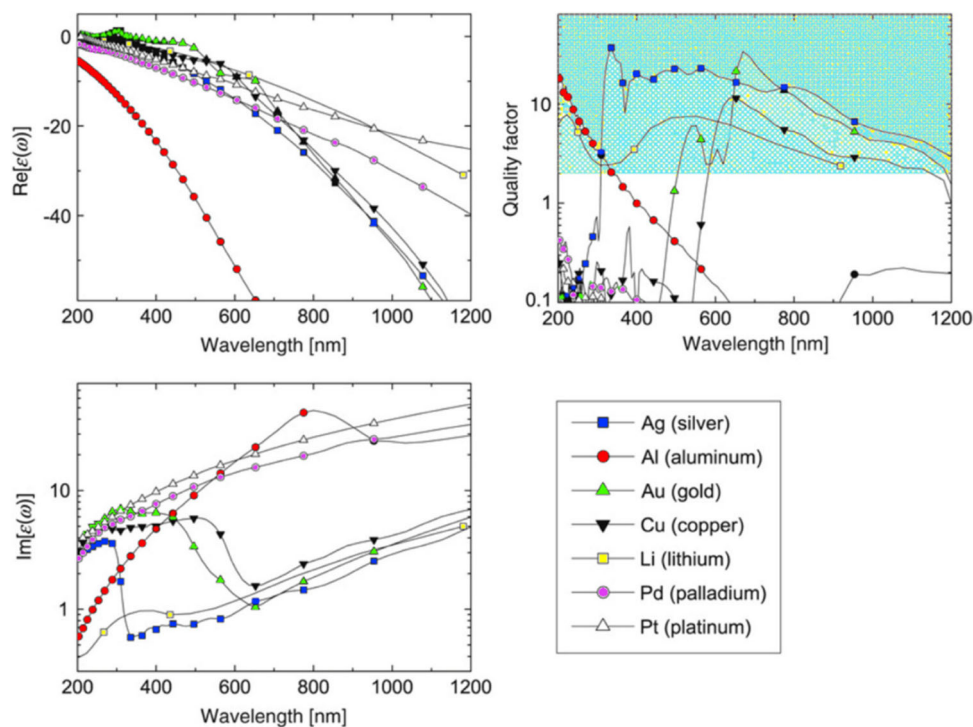 Re[ε(ω)]
0
-20
-40
200
400
600
800
1000
1200
Wavelength [nm]
Quality factor
10
1
0.1
200
400
600
800
1000
1200
Wavelength [nm]
Im[ε(ω)]
10
1
200
400
600
800
1000
1200
Wavelength [nm]
Ag (silver)
Al (aluminum)
Au (gold)
Cu (copper)
Li (lithium)
Pd (palladium)
Pt (platinum)